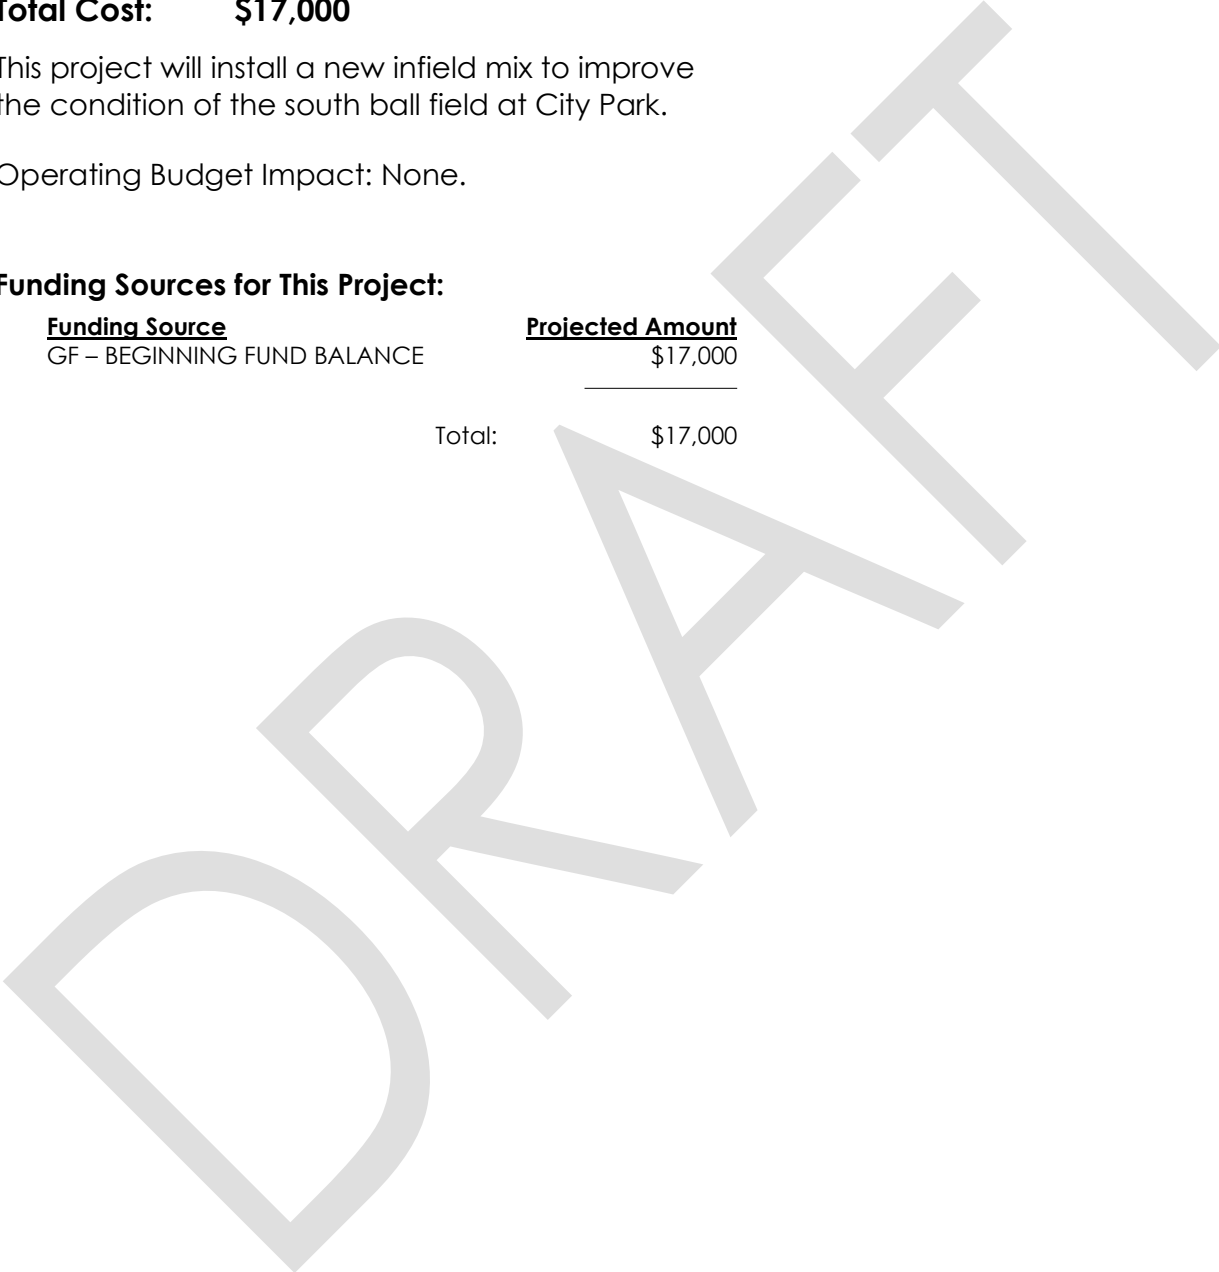 Total Cost: $17,000
This project will install a new infield mix to improve
the condition of the south ball field at City Park.
Operating Budget Impact: None.
Funding Sources for This Project:
Funding Source Projected Amount
GF – BEGINNING FUND BALANCE $17,000
Total: $17,000
DRAFT